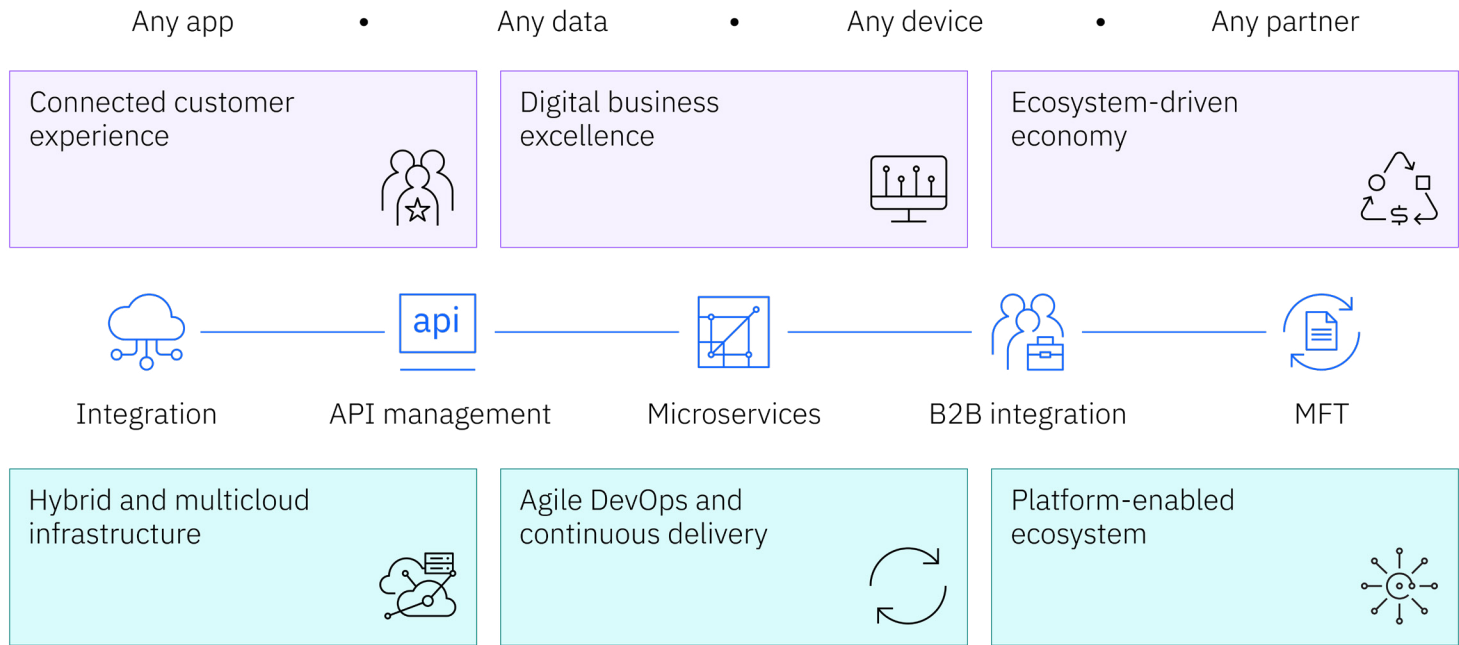 Any app • Any data • Any device • Any partner
Connected customer
experience
Digital business
excellence
Ecosystem-driven
economy
$
api
Integration
API management
Microservices
B2B integration
MFT
Hybrid and multicloud
infrastructure
Agile DevOps and
continuous delivery
Platform-enabled
ecosystem